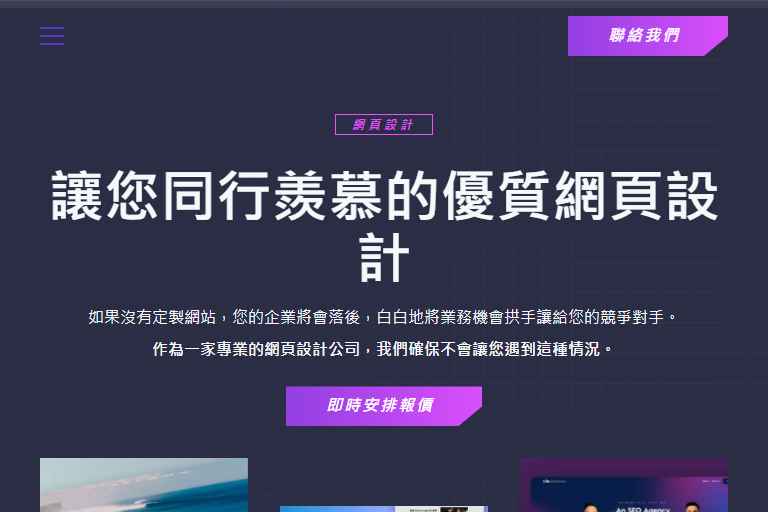 聯絡我們
網頁設計
讓您同行羨慕的優質網頁設
計
如果沒有定製網站，您的企業將會落後，白白地將業務機會拱手讓給您的競爭對手。
作為一家專業的網頁設計公司，我們確保不會讓您遇到這種情況。
即時安排報價
An SEO Agency